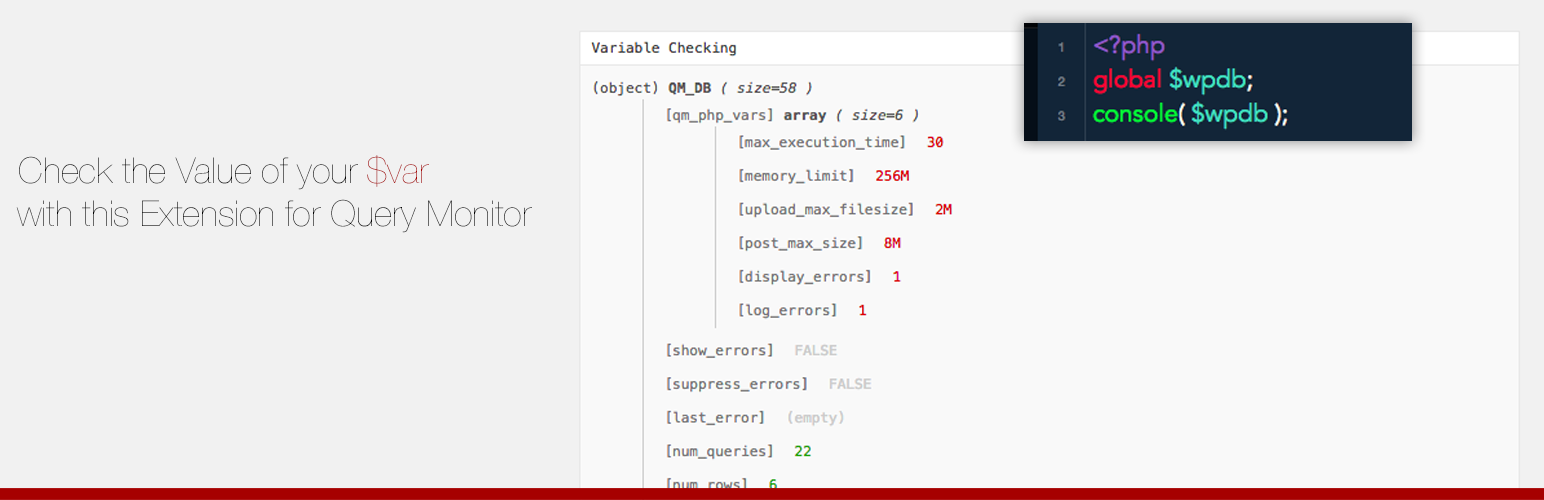 Check the Value of your $var
with this Extension for Query Monitor
Variable Checking
(object) QM_DB ( size=58 )
[qm_php_vars] array ( size=6 )
[max_execution_time] 30
[memory_limit] 256M
[upload_max_filesize] 2M
[post_max_size] 8M
[display_errors] 1
[log_errors] 1
[show_errors] FALSE
[suppress_errors] FALSE
[last_error] (empty)
[num_queries] 22
[num_rows] 6
1 <?php
2 global $wpdb;
3 console( $wpdb );